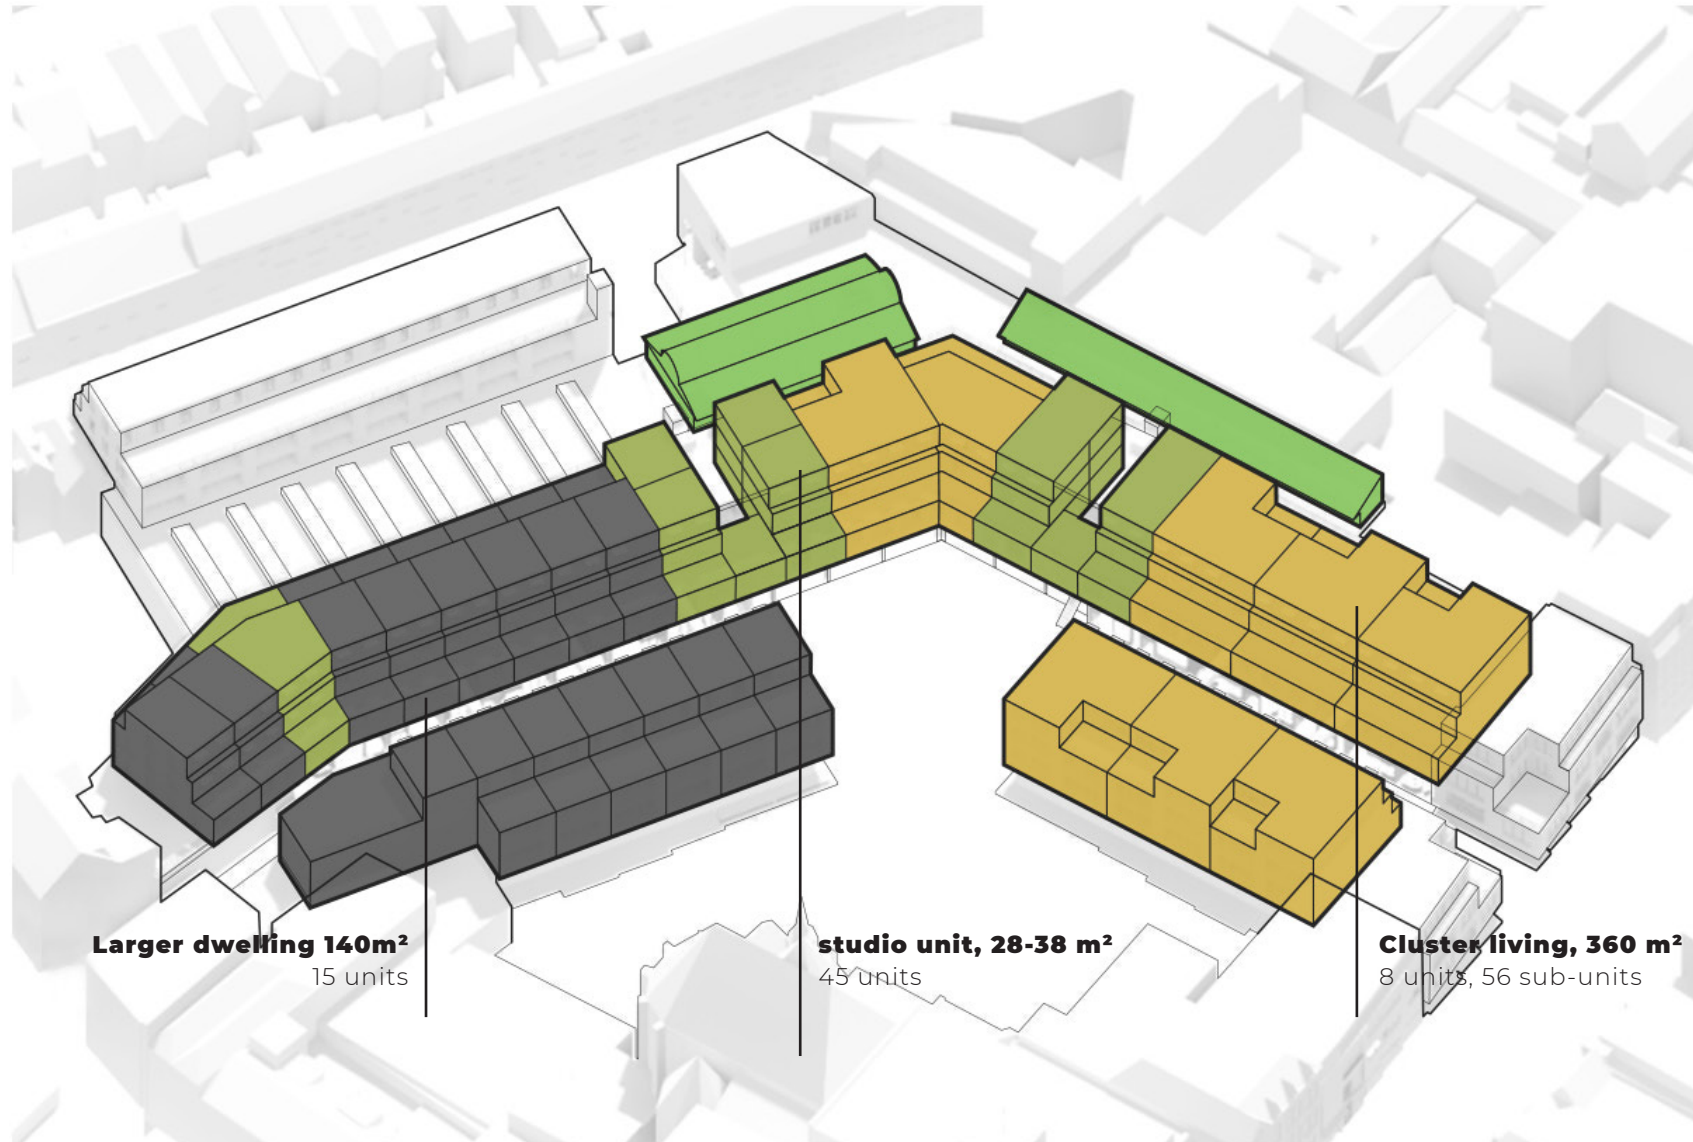 Larger dwelling 140m²
15 units
studio unit, 28-38 m²
45 units
Cluster living, 360 m²
8 units, 56 sub-units